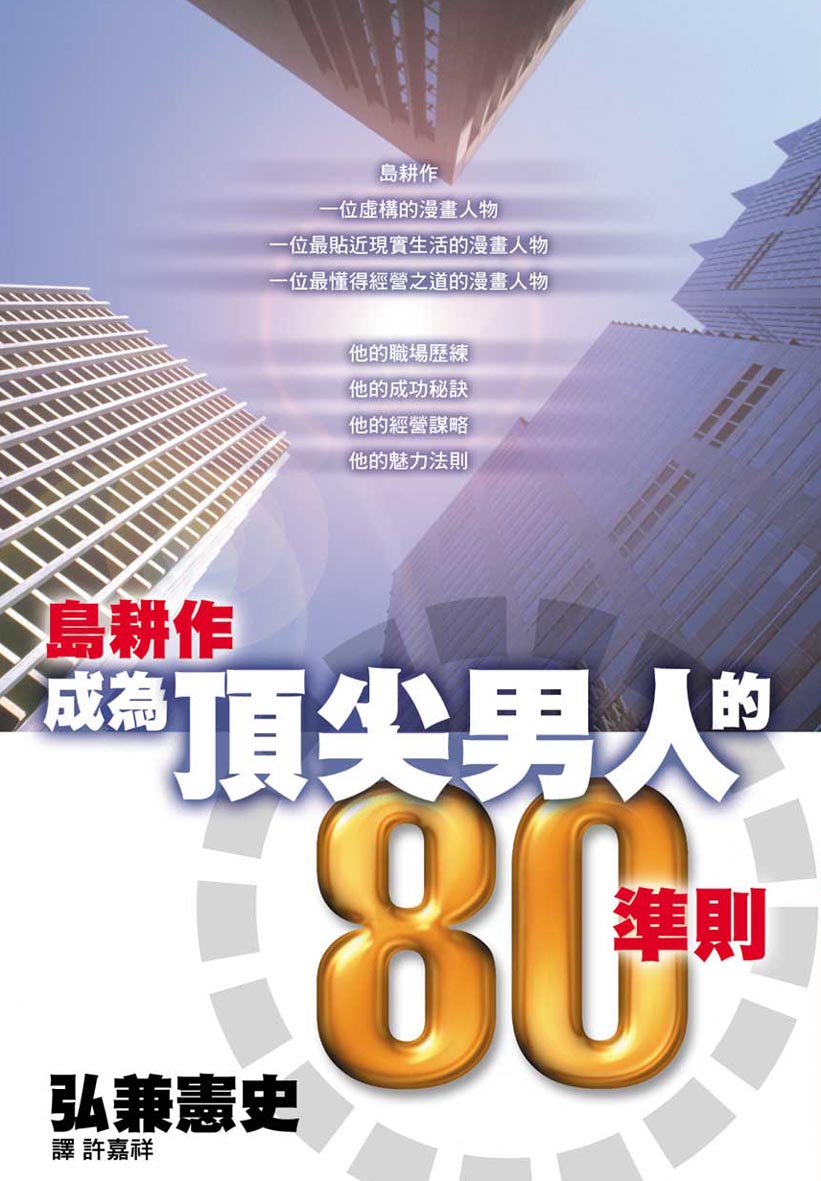 島耕作
一位虛構的漫畫人物
一位最貼近現實生活的漫畫人物
一位最懂得經營之道的漫畫人物
他的職場歷練
他的成功秘訣
他的經營謀略
他的魅力法則
島耕作
成為頂尖男人的
80準則
弘兼憲史
譯 許嘉祥